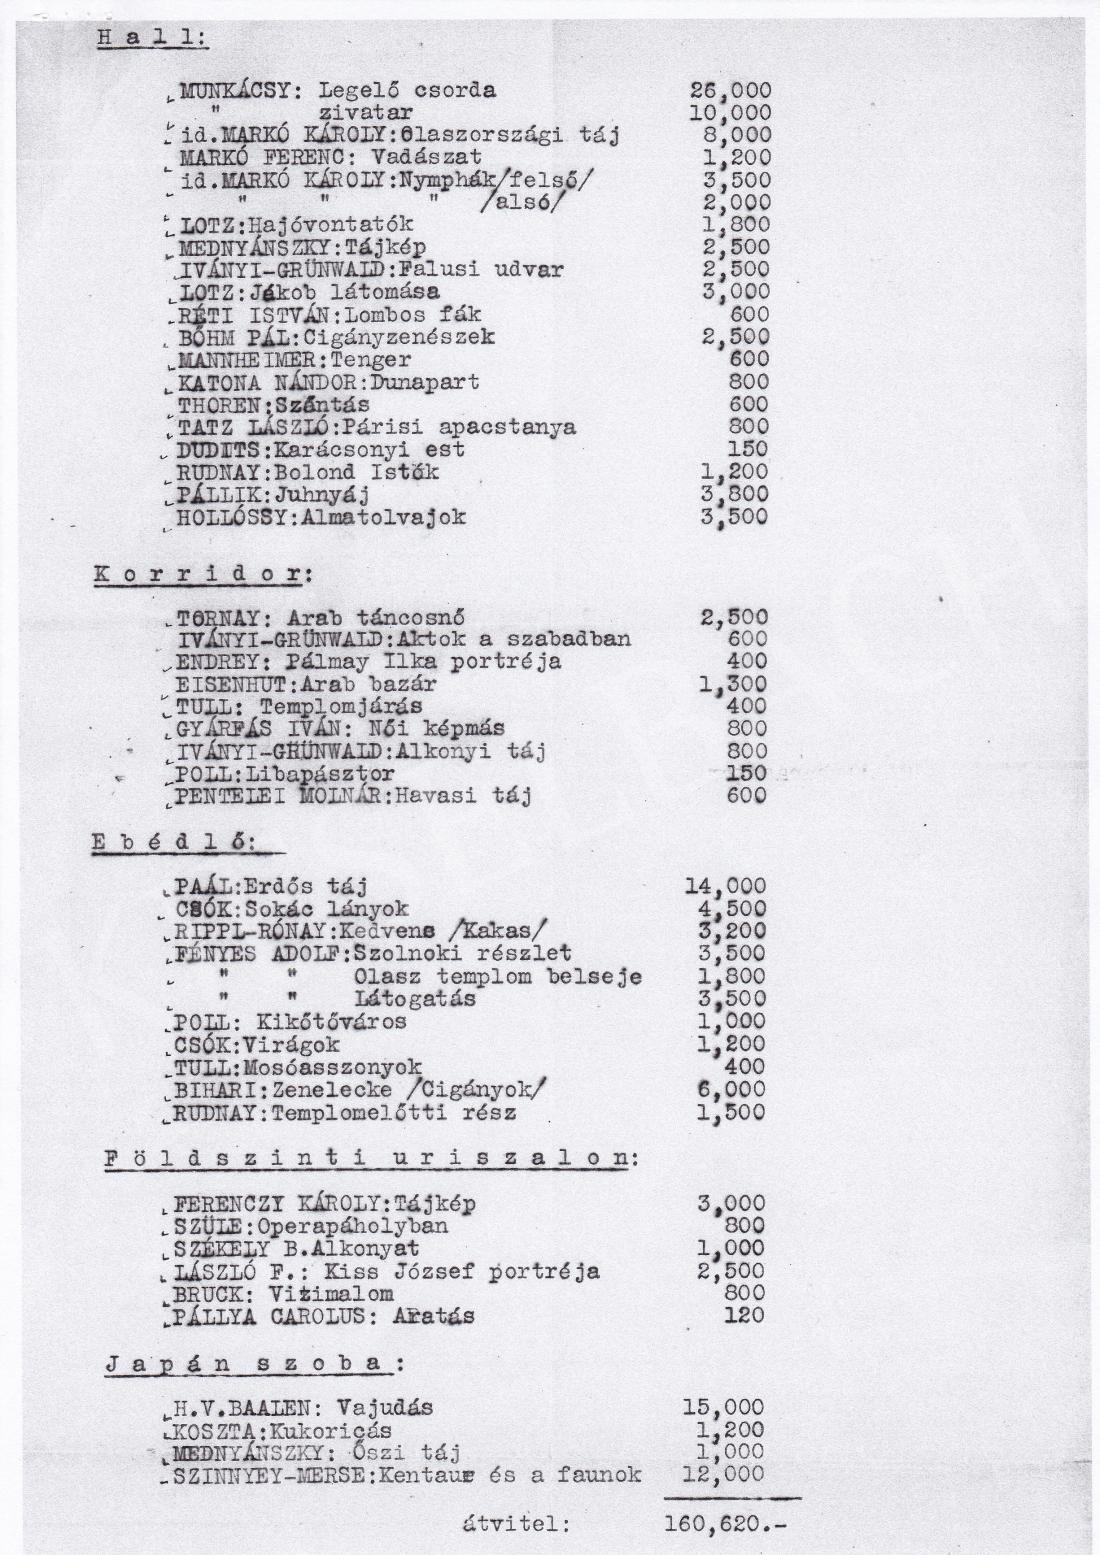 H a l l:
MUNKÁCSY: Legelő csorda 26,000
" zivatar 10,000
id.MARKÓ KÁROLY:Olaszországi táj 8,000
MARKÓ FERENC: Vadászat 1,200
id.MARKÓ KÁROLY:Nymphák/felső/ 3,500
" " " /alsó/ 2,000
LOTZ:Hajóvontatók 1,800
MEDNYÁNSZKY:Tájkép 2,500
IVÁNYI-GRÜNWALD:Falusi udvar 2,500
LOTZ:Jákob látomása 3,000
RÉTI ISTVÁN:Lombos fák 600
BÖHM PÁL:Cigányzenészek 2,500
MANNHEIMER:Tenger 600
KATONA NÁNDOR:Dunapart 800
THOREN:Szántás 600
TATZ LÁSZLÓ:Párisi apacstanya 800
DUDITS:Karácsonyi est 150
RUDNAY:Bolond Istók 1,200
PÁLLIK:Juhnyáj 3,800
HOLLÓSSY:Almatolvajok 3,500
K o r r i d o r:
TORNAY: Arab táncosnő 2,500
IVÁNYI-GRÜNWALD:Aktok a szabadban 600
ENDREY: Pálmay Ilka portréja 400
EISENHUT:Arab bazár 1,300
TULL: Templomjárás 400
GYÁRFÁS IVÁN: Női képmás 800
IVÁNYI-GRÜNWALD:Alkonyi táj 800
POLL:Libapásztor 150
PENTELEI MOLNÁR:Havasi táj 600
E b é d l ő:
PAÁL:Erdős táj 14,000
CSÓK:Sokác lányok 4,500
RIPPL-RÓNAY:Kedvenc /Kakas/ 3,200
FÉNYES ADOLF:Szolnoki részlet 3,500
" " Olasz templom belseje 1,800
" " Látogatás 3,500
POLL: Kikötőváros 1,000
CSÓK:Virágok 1,200
TULL:Mosóasszonyok 400
BIHARI:Zenelecke /Cigányok/ 6,000
RUDNAY:Templomelőtti rész 1,500
F ö l d s z i n t i u r i s z a l o n:
FERENCZY KÁROLY:Tájkép 3,000
SZÜLE:Operapáholyban 800
SZÉKELY B.Alkonyat 1,000
LÁSZLÓ F.: Kiss József portréja 2,500
BRUCK: Vizimalom 800
PÁLLYA CAROLUS: Aratás 120
J a p á n s z o b a :
H.V.BAALEN: Vajudás 15,000
KOSZTA:Kukoricás 1,200
MEDNYÁNSZKY: Őszi táj 1,000
SZINNYEY-MERSE:Kentaur és a faunok 12,000
átvitel: 160,620.-